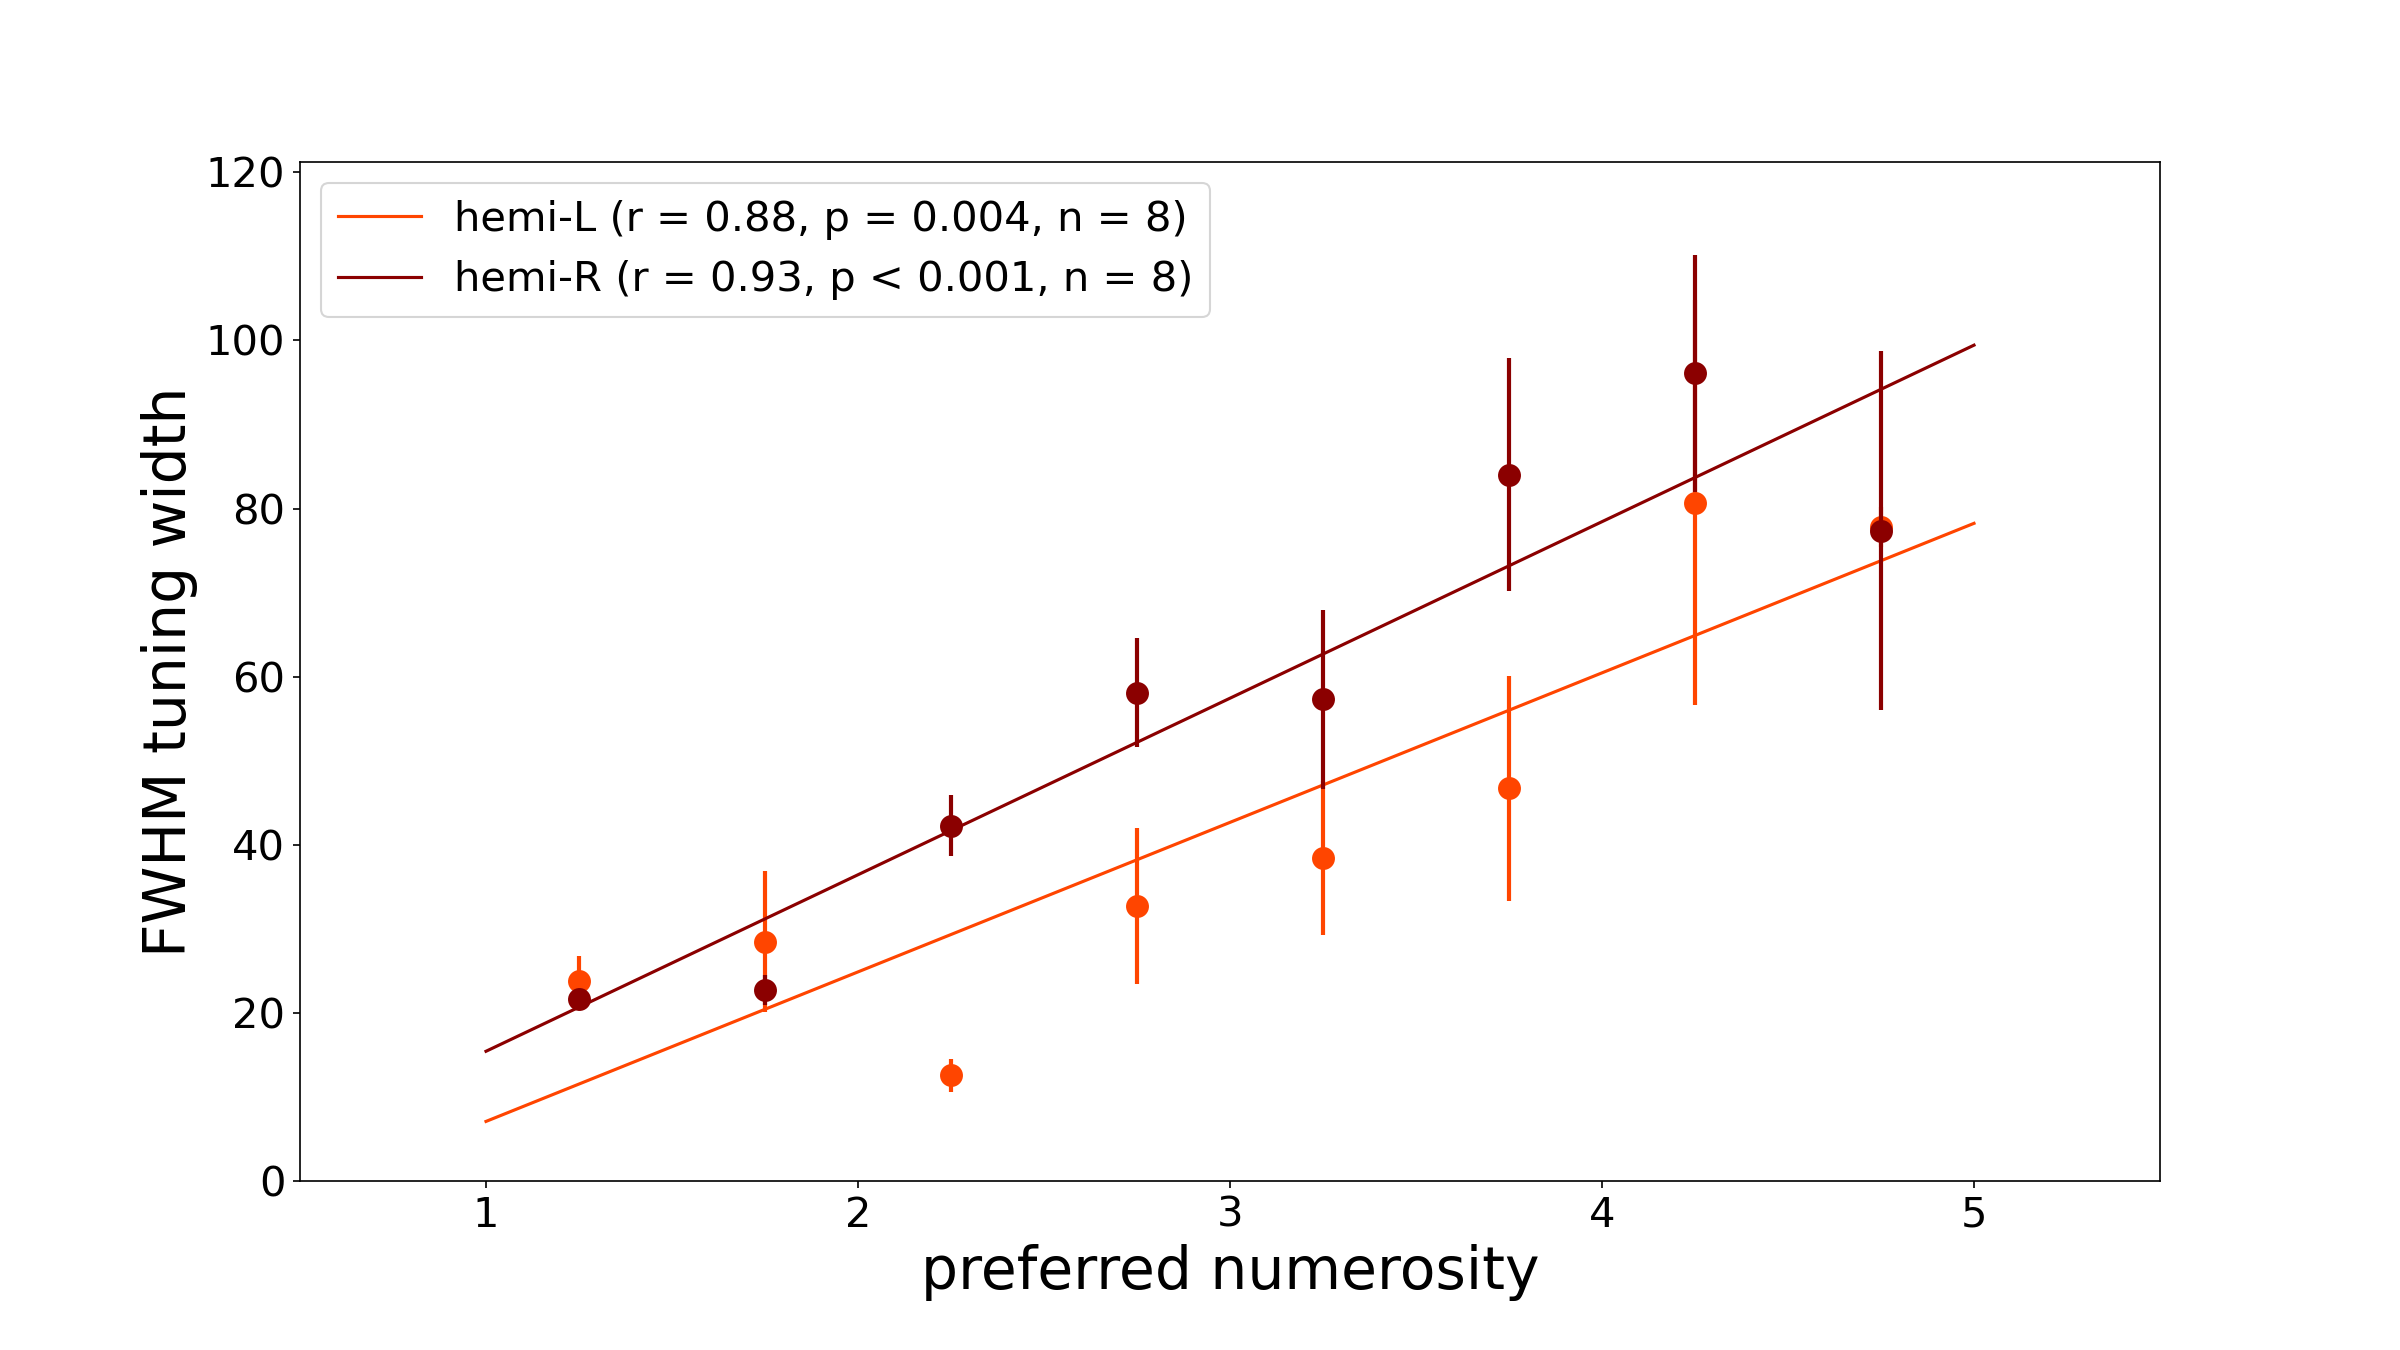 120
100
80
60
40
20
0
FWHM tuning width
hemi-L (r = 0.88, p = 0.004, n = 8)
hemi-R (r = 0.93, p < 0.001, n = 8)
1 2 3 4 5
preferred numerosity